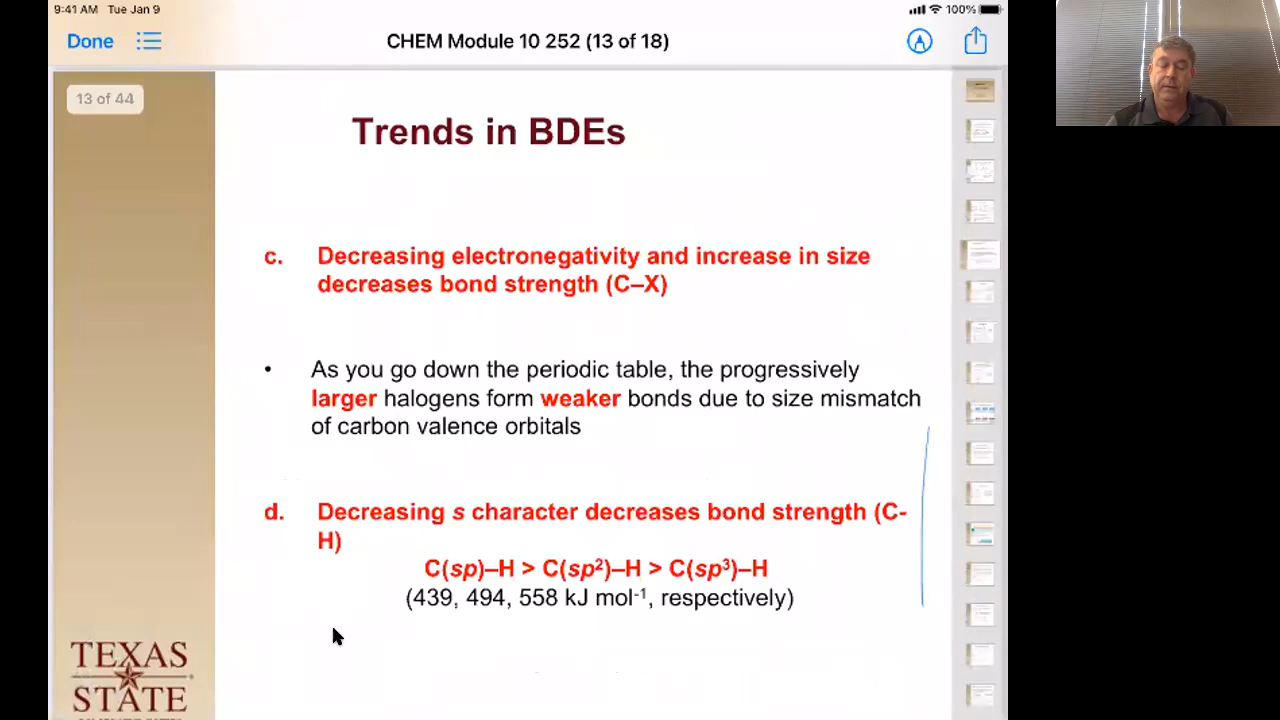 9:41 AM Tue Jan 9
100%
Done
CHEM Module 10 252 (13 of 18)
13 of 44
Trends in BDEs
c. Decreasing electronegativity and increase in size
decreases bond strength (C–X)
• As you go down the periodic table, the progressively
larger halogens form weaker bonds due to size mismatch
of carbon valence orbitals
d. Decreasing s character decreases bond strength (C-
H)
C(sp)–H > C(sp²)–H > C(sp³)–H
(439, 494, 558 kJ mol⁻¹, respectively)
TEXAS
STATE